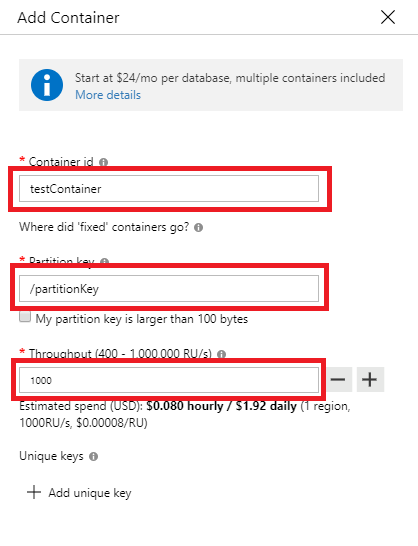 Add Container
Start at $24/mo per database, multiple containers included
More details
* Container id
testContainer
Where did 'fixed' containers go?
* Partition key
/partitionKey
My partition key is larger than 100 bytes
* Throughput (400 - 1,000,000 RU/s)
1000
Estimated spend (USD): $0.080 hourly / $1.92 daily (1 region,
1000RU/s, $0.00008/RU)
Unique keys
Add unique key